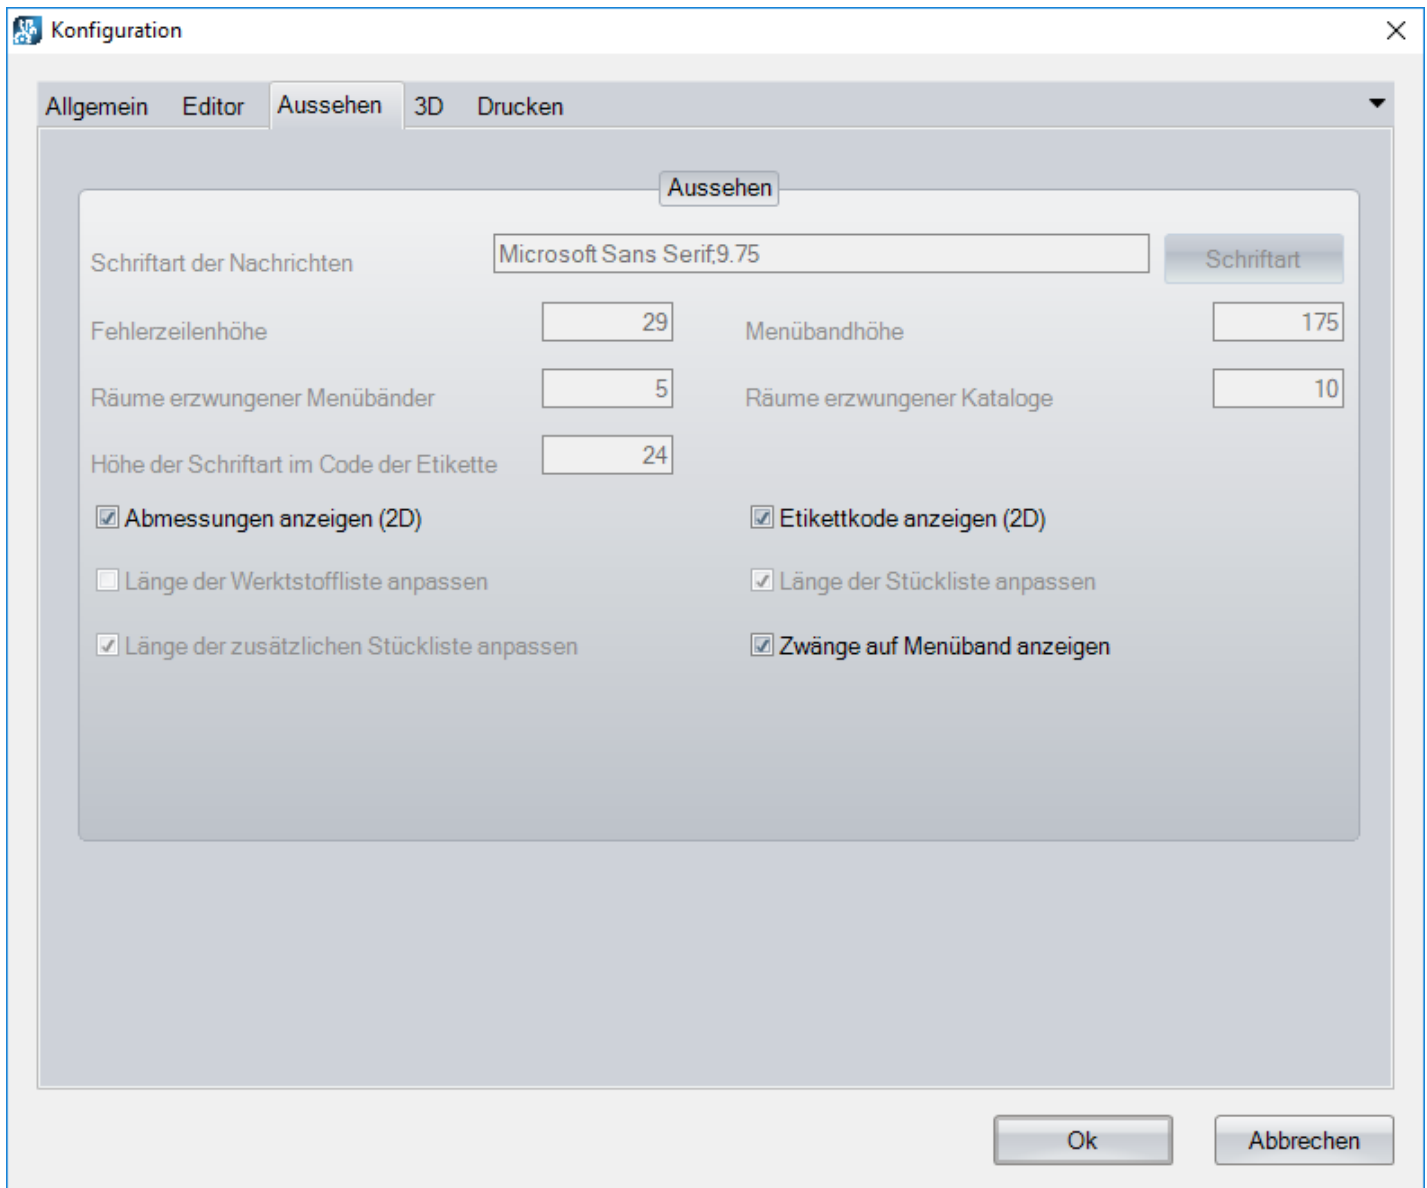 Konfiguration
Allgemein Editor Aussehen 3D Drucken
Aussehen
Schriftart der Nachrichten Microsoft Sans Serif;9.75 Schriftart
Fehlerzeilenhöhe 29 Menübandhöhe 175
Räume erzwungener Menübänder 5 Räume erzwungener Kataloge 10
Höhe der Schriftart im Code der Etikette 24
Abmessungen anzeigen (2D) Etikettkode anzeigen (2D)
Länge der Werktstoffliste anpassen Länge der Stückliste anpassen
Länge der zusätzlichen Stückliste anpassen Zwänge auf Menüband anzeigen
Ok Abbrechen